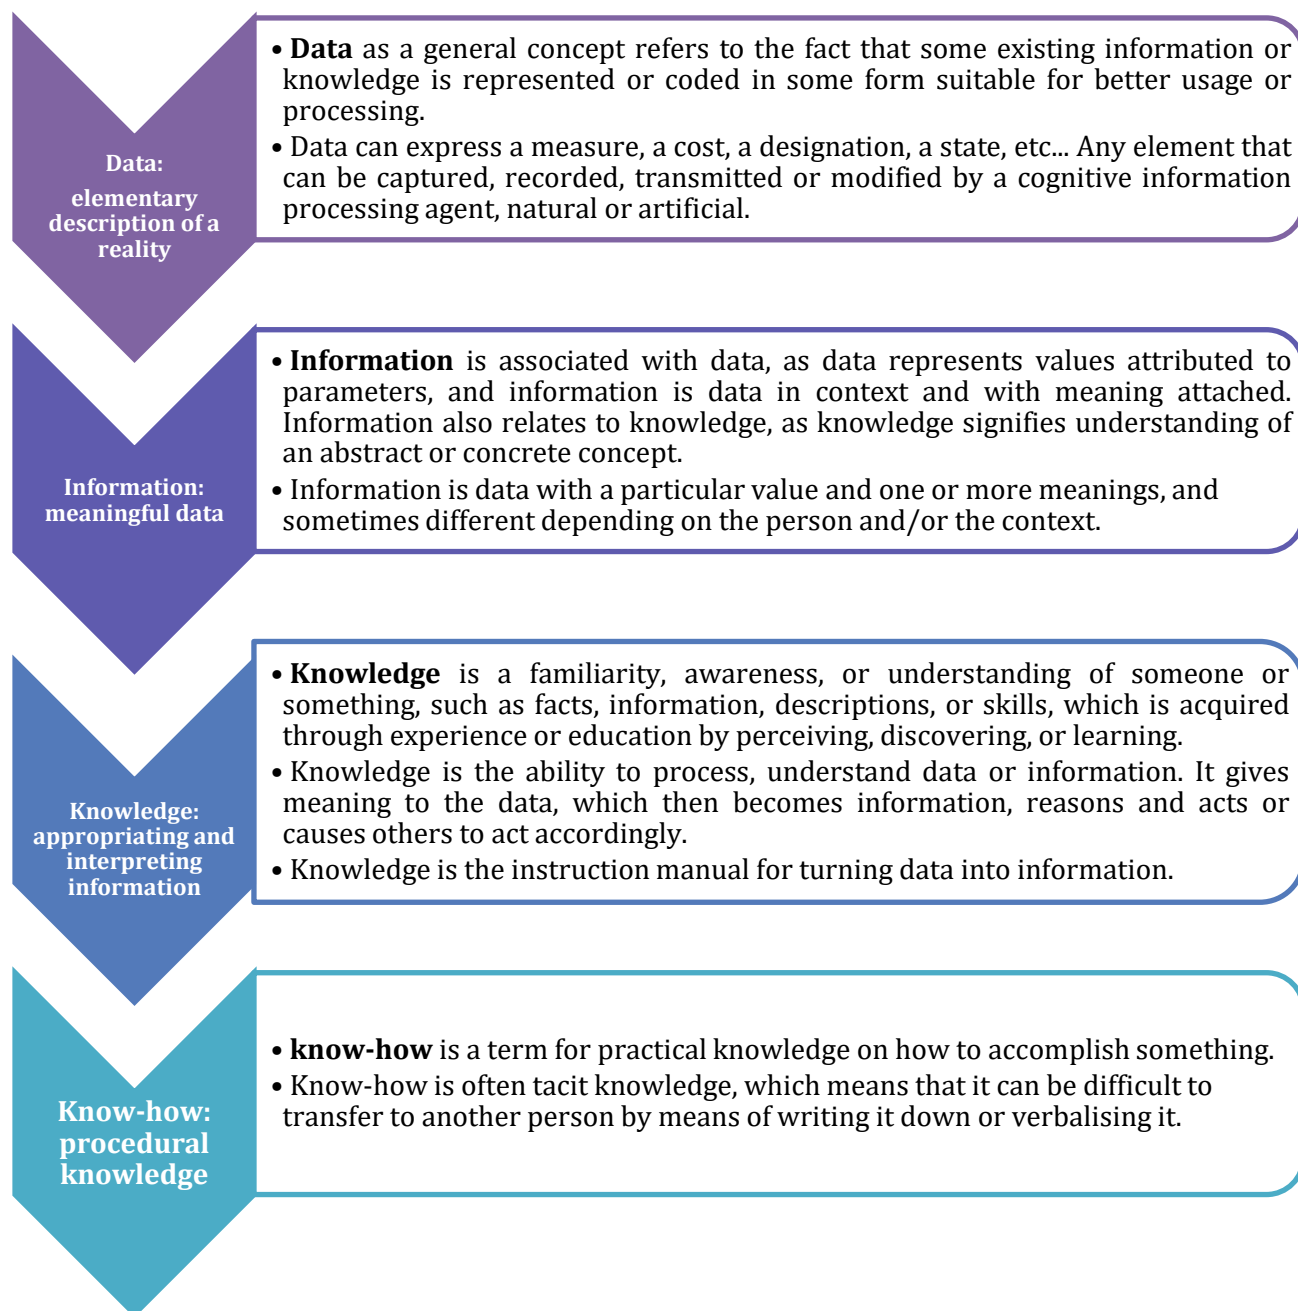 Data:
elementary
description of a
reality
• Data as a general concept refers to the fact that some existing information or
knowledge is represented or coded in some form suitable for better usage or
processing.
• Data can express a measure, a cost, a designation, a state, etc... Any element that
can be captured, recorded, transmitted or modified by a cognitive information
processing agent, natural or artificial.
Information:
meaningful data
• Information is associated with data, as data represents values attributed to
parameters, and information is data in context and with meaning attached.
Information also relates to knowledge, as knowledge signifies understanding of
an abstract or concrete concept.
• Information is data with a particular value and one or more meanings, and
sometimes different depending on the person and/or the context.
Knowledge:
appropriating and
interpreting
information
• Knowledge is a familiarity, awareness, or understanding of someone or
something, such as facts, information, descriptions, or skills, which is acquired
through experience or education by perceiving, discovering, or learning.
• Knowledge is the ability to process, understand data or information. It gives
meaning to the data, which then becomes information, reasons and acts or
causes others to act accordingly.
• Knowledge is the instruction manual for turning data into information.
Know-how:
procedural
knowledge
• know-how is a term for practical knowledge on how to accomplish something.
• Know-how is often tacit knowledge, which means that it can be difficult to
transfer to another person by means of writing it down or verbalising it.